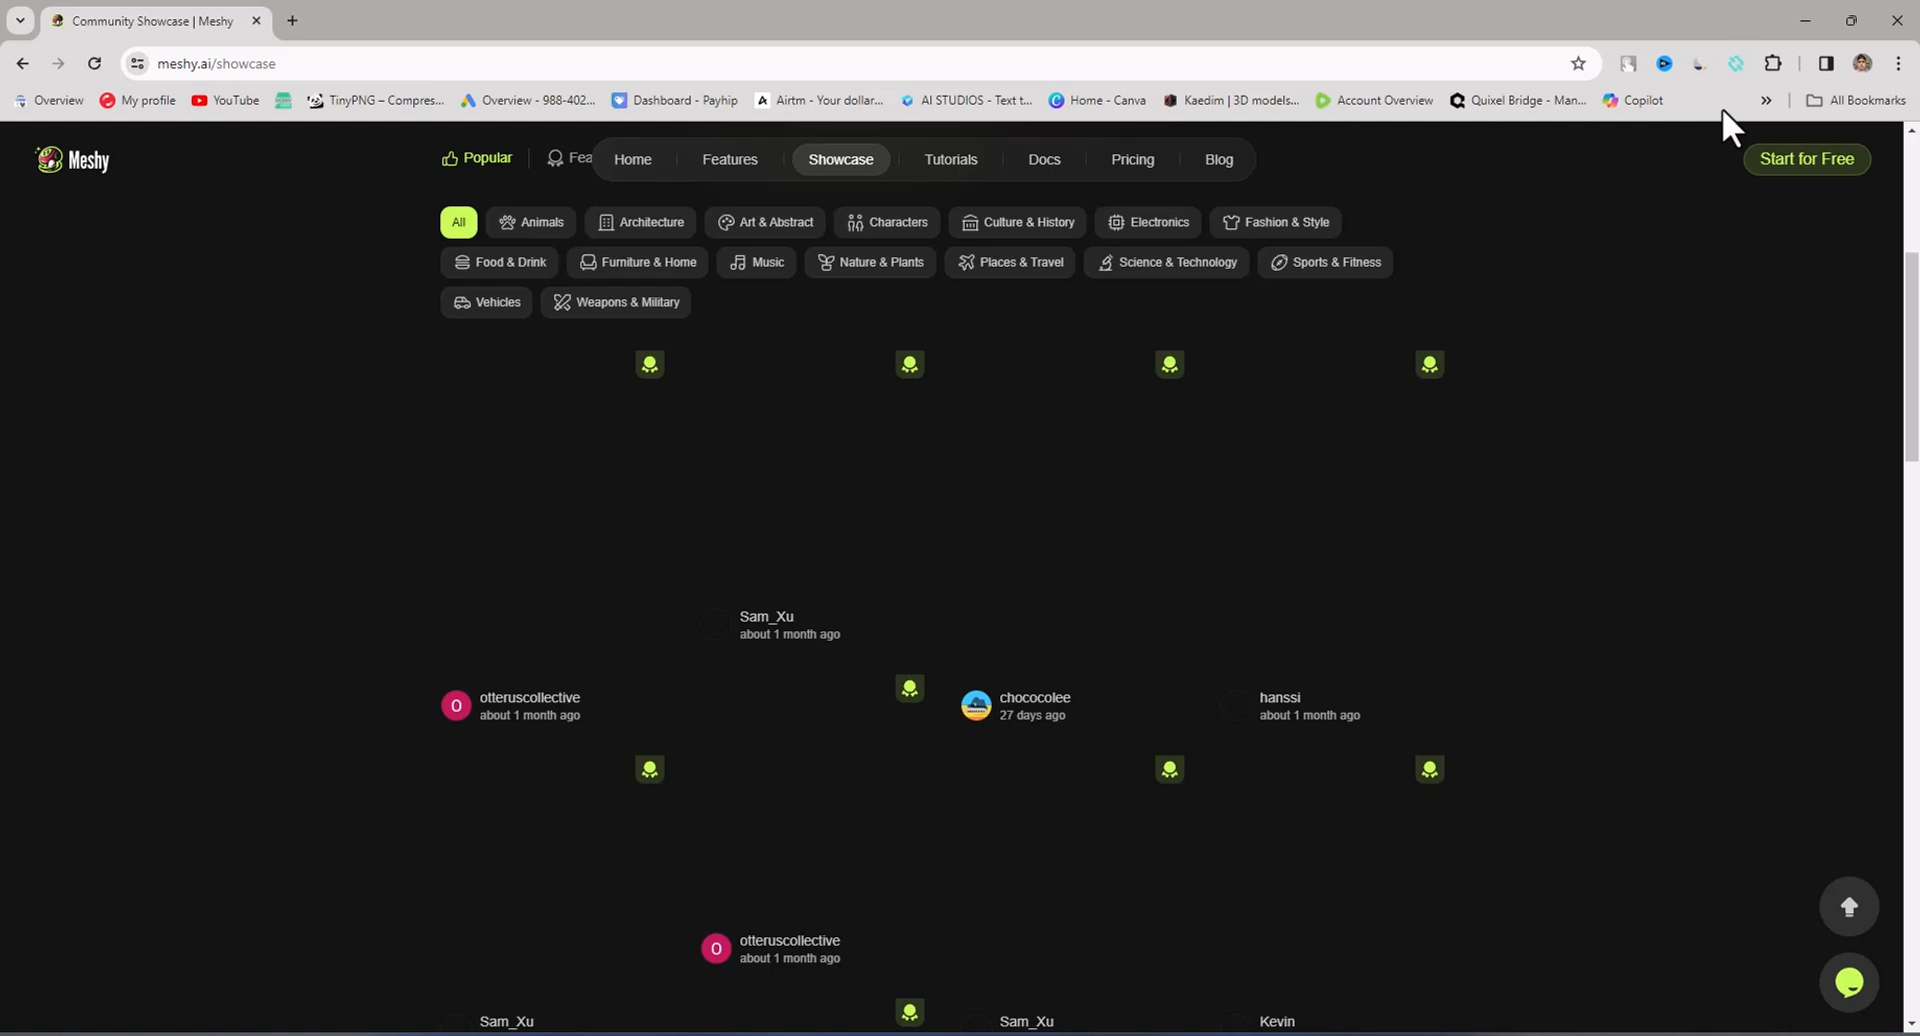 Community Showcase | Meshy
meshy.ai/showcase
Overview My profile YouTube TinyPNG – Compres... Overview - 988-402... Dashboard - Payhip Airtm - Your dollar... AI STUDIOS - Text t... Home - Canva Kaedim | 3D models... Account Overview Quixel Bridge - Man... Copilot » All Bookmarks
Meshy Popular Fea Home Features Showcase Tutorials Docs Pricing Blog Start for Free
All Animals Architecture Art & Abstract Characters Culture & History Electronics Fashion & Style
Food & Drink Furniture & Home Music Nature & Plants Places & Travel Science & Technology Sports & Fitness
Vehicles Weapons & Military
Sam_Xu
about 1 month ago
O otteruscollective chococolee hanssi
about 1 month ago 27 days ago about 1 month ago
O otteruscollective
about 1 month ago
Sam_Xu Sam_Xu Kevin